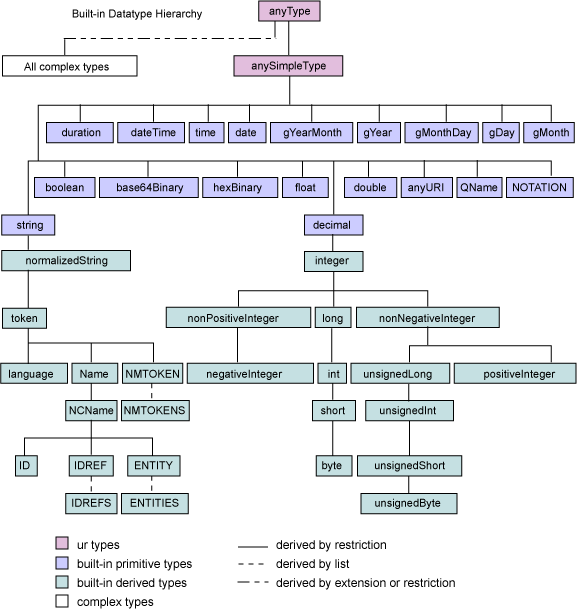 Built-in Datatype Hierarchy
anyType
All complex types
anySimpleType
duration
dateTime
time
date
gYearMonth
gYear
gMonthDay
gDay
gMonth
boolean
base64Binary
hexBinary
float
double
anyURI
QName
NOTATION
string
decimal
normalizedString
integer
token
nonPositiveInteger
long
nonNegativeInteger
language
Name
NMTOKEN
negativeInteger
int
unsignedLong
positiveInteger
NCName
NMTOKENS
short
unsignedInt
ID
IDREF
ENTITY
byte
unsignedShort
IDREFS
ENTITIES
unsignedByte
ur types
derived by restriction
built-in primitive types
derived by list
built-in derived types
derived by extension or restriction
complex types